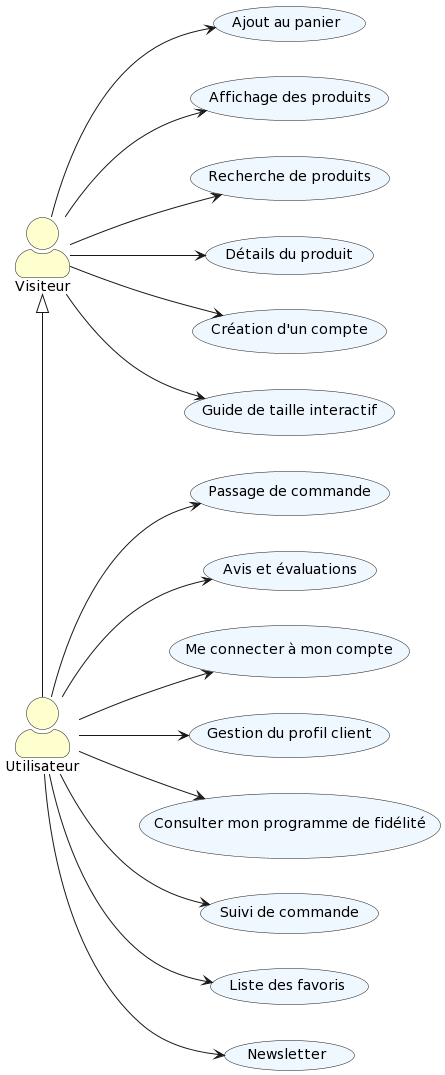 Ajout au panier
Affichage des produits
Recherche de produits
Détails du produit
Visiteur
Création d'un compte
Guide de taille interactif
Passage de commande
Avis et évaluations
Me connecter à mon compte
Gestion du profil client
Utilisateur
Consulter mon programme de fidélité
Suivi de commande
Liste des favoris
Newsletter